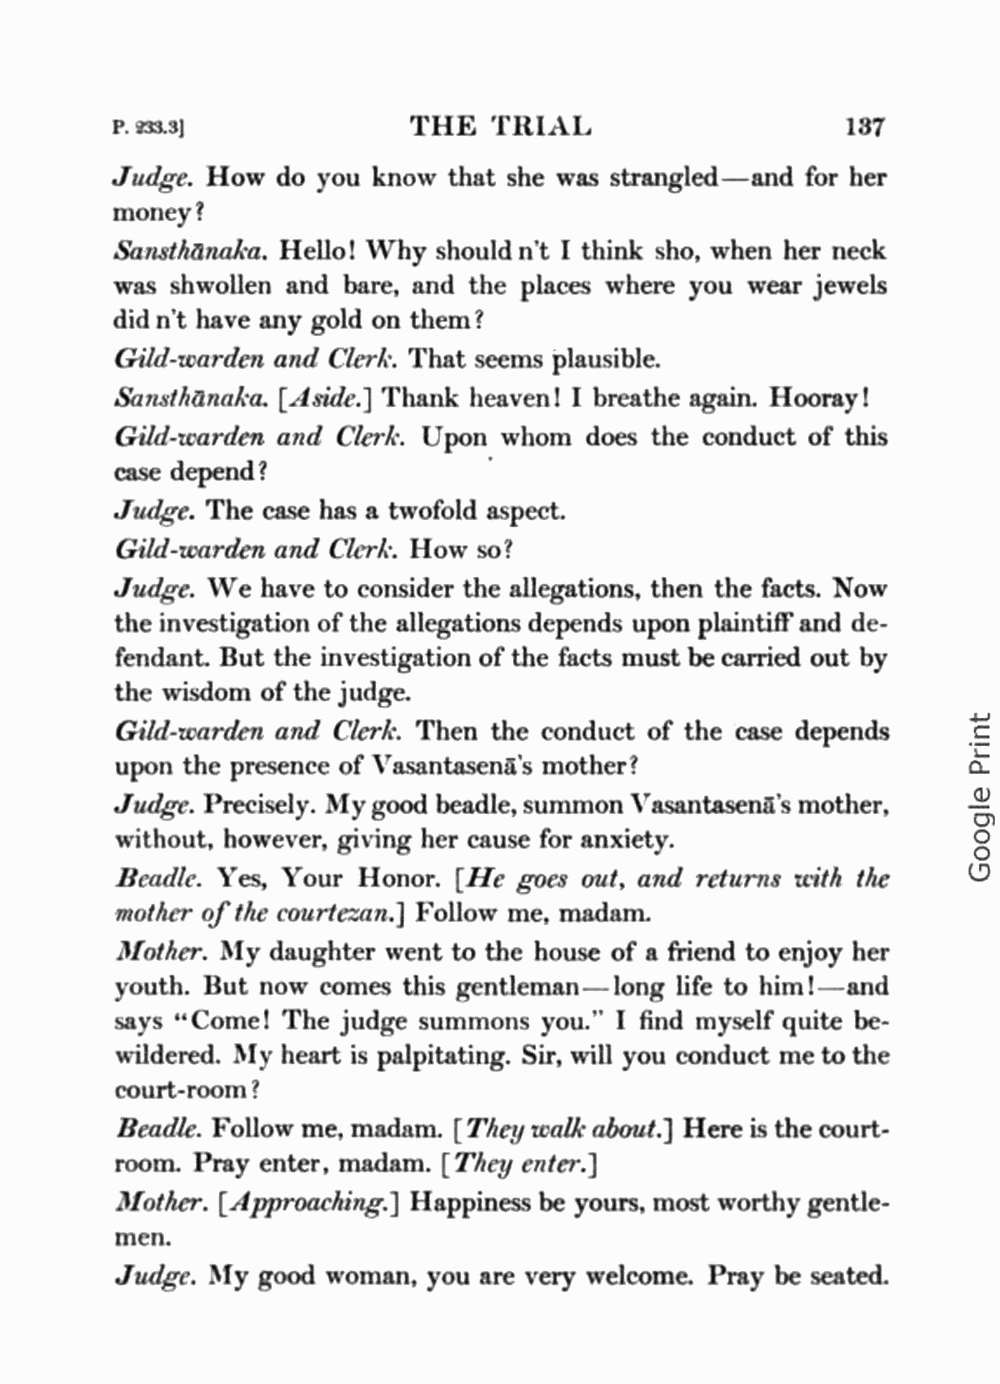 P. 233.3] THE TRIAL 137
Judge. How do you know that she was strangled—and for her
money?
Sansthānaka. Hello! Why should n't I think sho, when her neck
was shwollen and bare, and the places where you wear jewels
did n't have any gold on them?
Gild-warden and Clerk. That seems plausible.
Sansthānaka. [Aside.] Thank heaven! I breathe again. Hooray!
Gild-warden and Clerk. Upon whom does the conduct of this
case depend?
Judge. The case has a twofold aspect.
Gild-warden and Clerk. How so?
Judge. We have to consider the allegations, then the facts. Now
the investigation of the allegations depends upon plaintiff and de-
fendant. But the investigation of the facts must be carried out by
the wisdom of the judge.
Gild-warden and Clerk. Then the conduct of the case depends
upon the presence of Vasantasenā's mother?
Judge. Precisely. My good beadle, summon Vasantasenā's mother,
without, however, giving her cause for anxiety.
Beadle. Yes, Your Honor. [He goes out, and returns with the
mother of the courtezan.] Follow me, madam.
Mother. My daughter went to the house of a friend to enjoy her
youth. But now comes this gentleman—long life to him!—and
says "Come! The judge summons you." I find myself quite be-
wildered. My heart is palpitating. Sir, will you conduct me to the
court-room?
Beadle. Follow me, madam. [They walk about.] Here is the court-
room. Pray enter, madam. [They enter.]
Mother. [Approaching.] Happiness be yours, most worthy gentle-
men.
Judge. My good woman, you are very welcome. Pray be seated.
Google Print